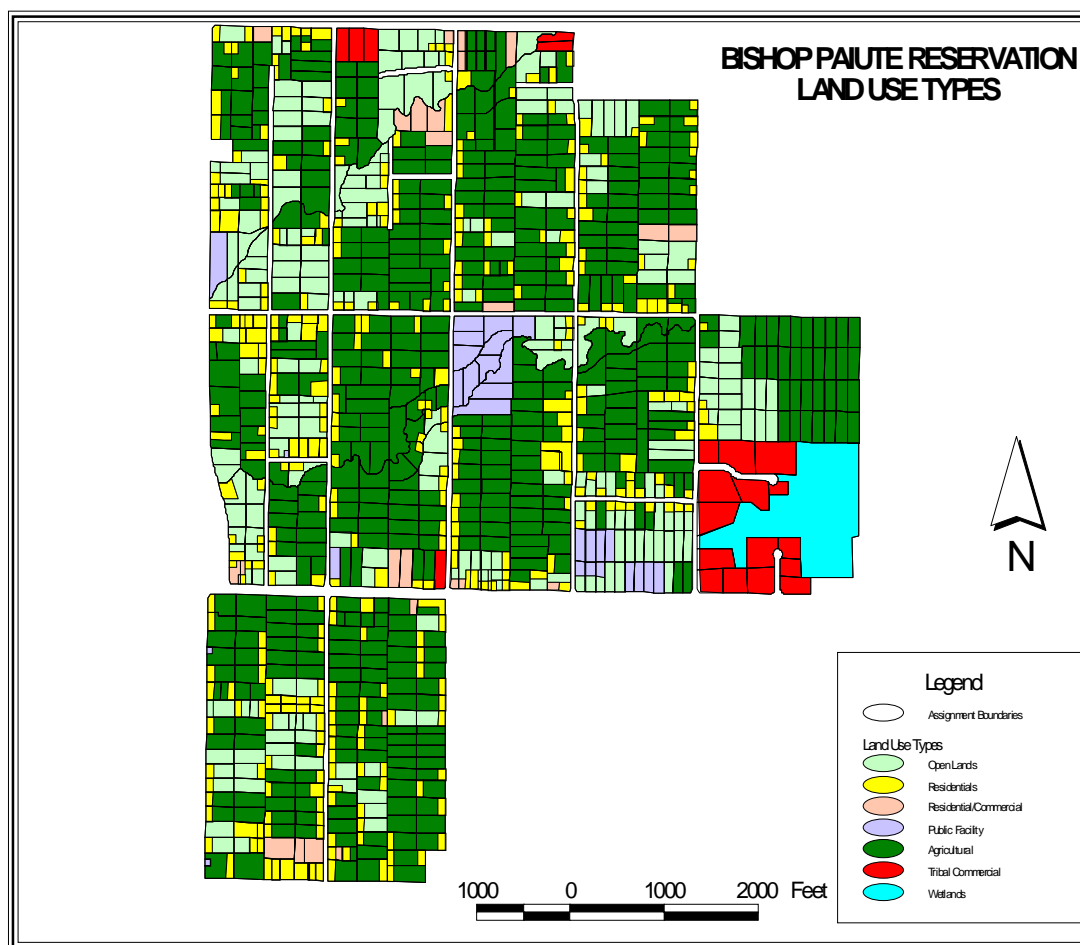 BISHOP PAIUTE RESERVATION
LAND USE TYPES
N
Legend
Assignment Boundaries
Land Use Types
Open Lands
Residentials
Residential/Commercial
Public Facility
Agricultural
Tribal Commercial
Wetlands
1000 0 1000 2000 Feet